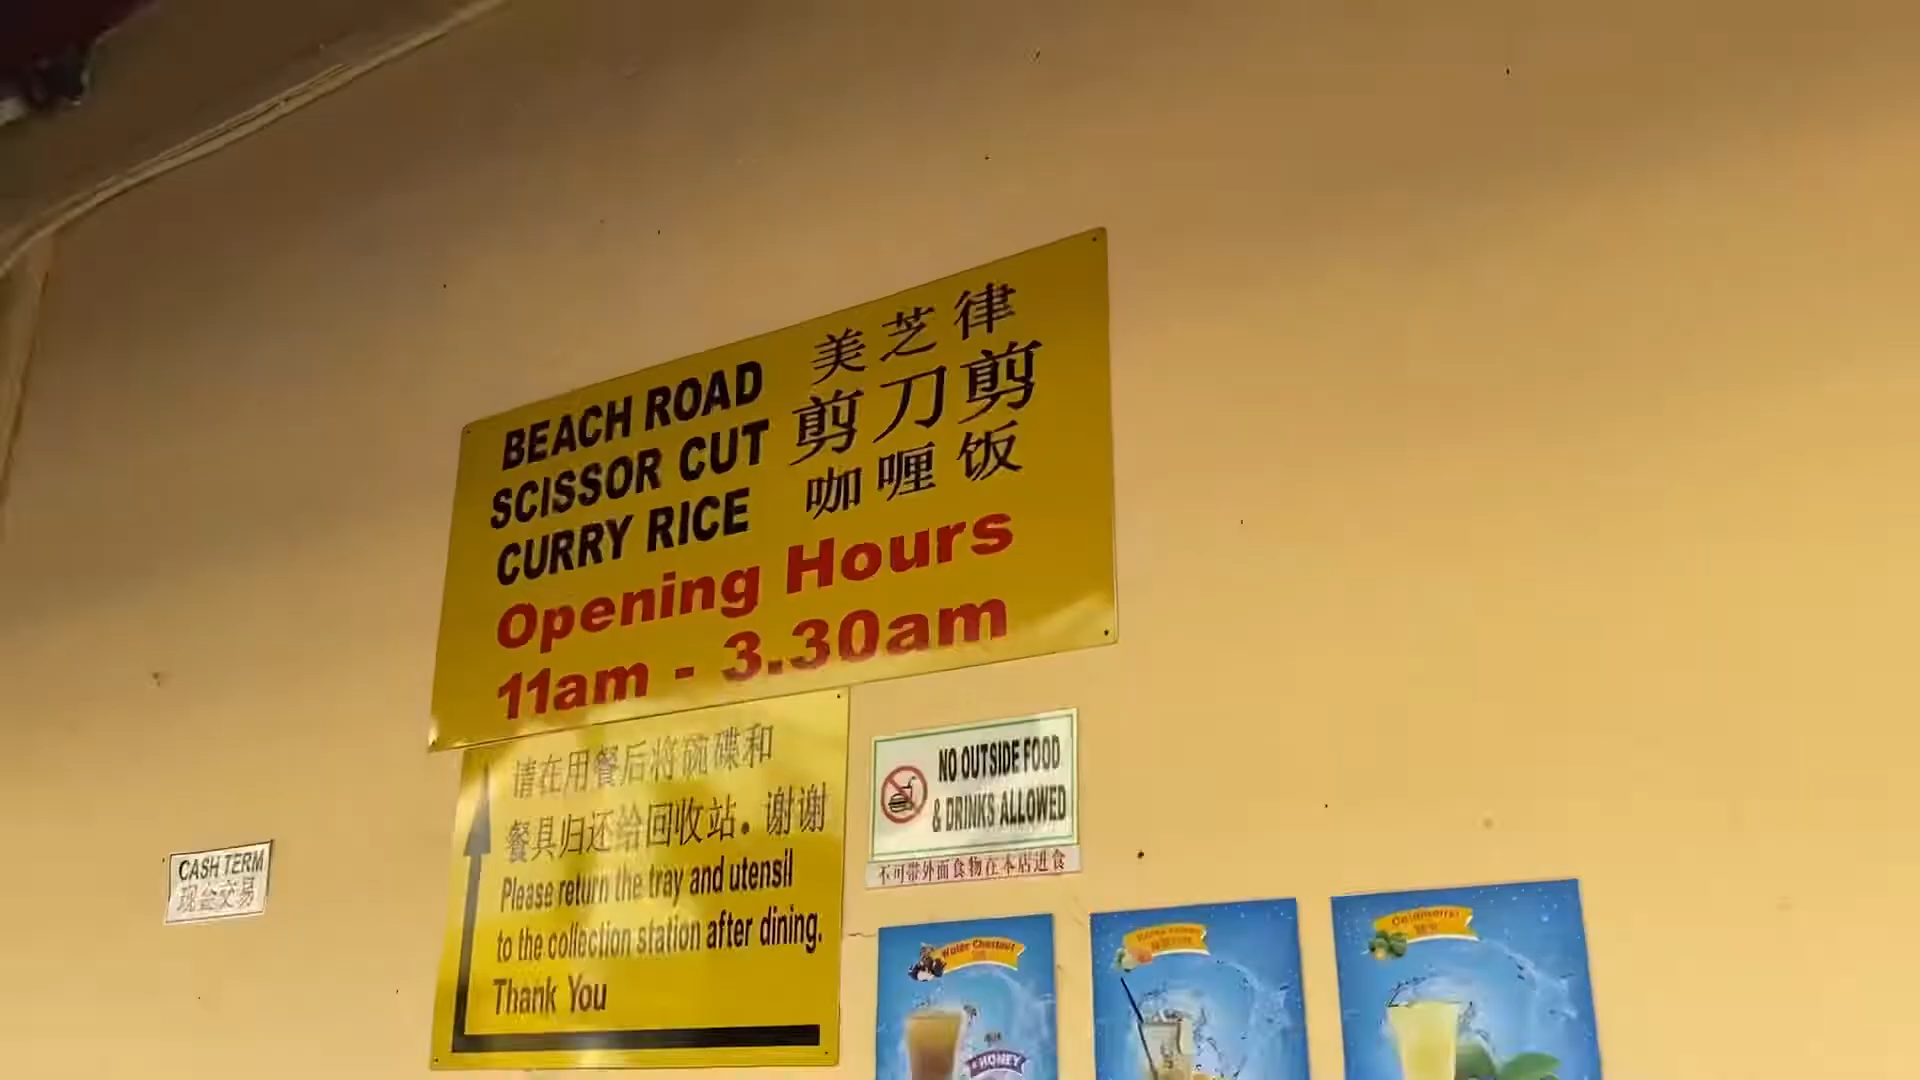 BEACH ROAD
SCISSOR CUT
CURRY RICE
美芝律
剪刀剪
咖喱饭
Opening Hours
11am - 3.30am
请在用餐后将碗碟和
餐具归还给回收站。谢谢
Please return the tray and utensil
to the collection station after dining.
Thank You
NO OUTSIDE FOOD
& DRINKS ALLOWED
不可带外面食物在本店进食
CASH TERM
现金交易
Water Chestnut
HONEY